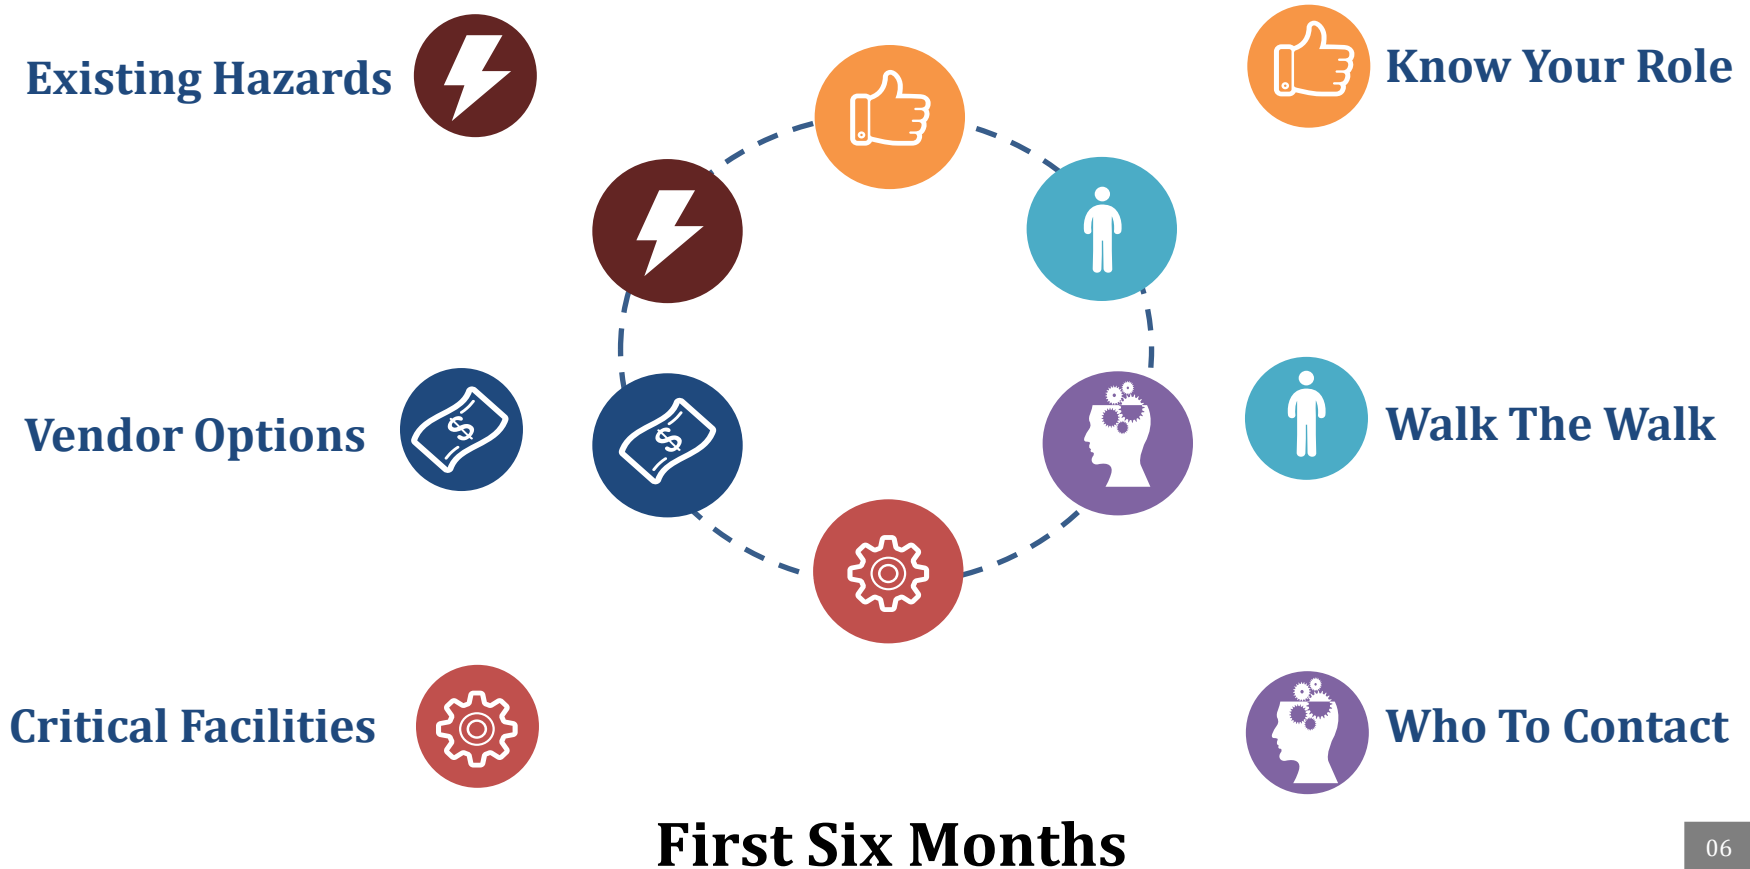 Existing Hazards
Know Your Role
$
$
Vendor Options
Walk The Walk
Critical Facilities
Who To Contact
First Six Months
06